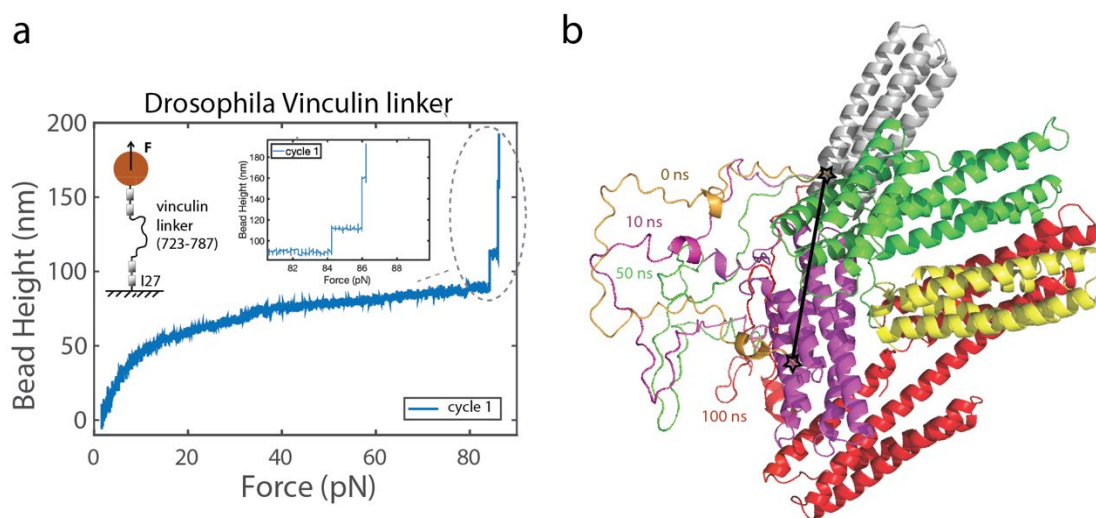 a
Drosophila Vinculin linker
Bead Height (nm)
200
150
100
50
0
F
vinculin
linker
(723-787)
I27
cycle 1
Bead Height (nm)
180
160
140
120
100
82
84
86
88
Force (pN)
cycle 1
0
20
40
60
80
Force (pN)
b
0 ns
10 ns
50 ns
100 ns